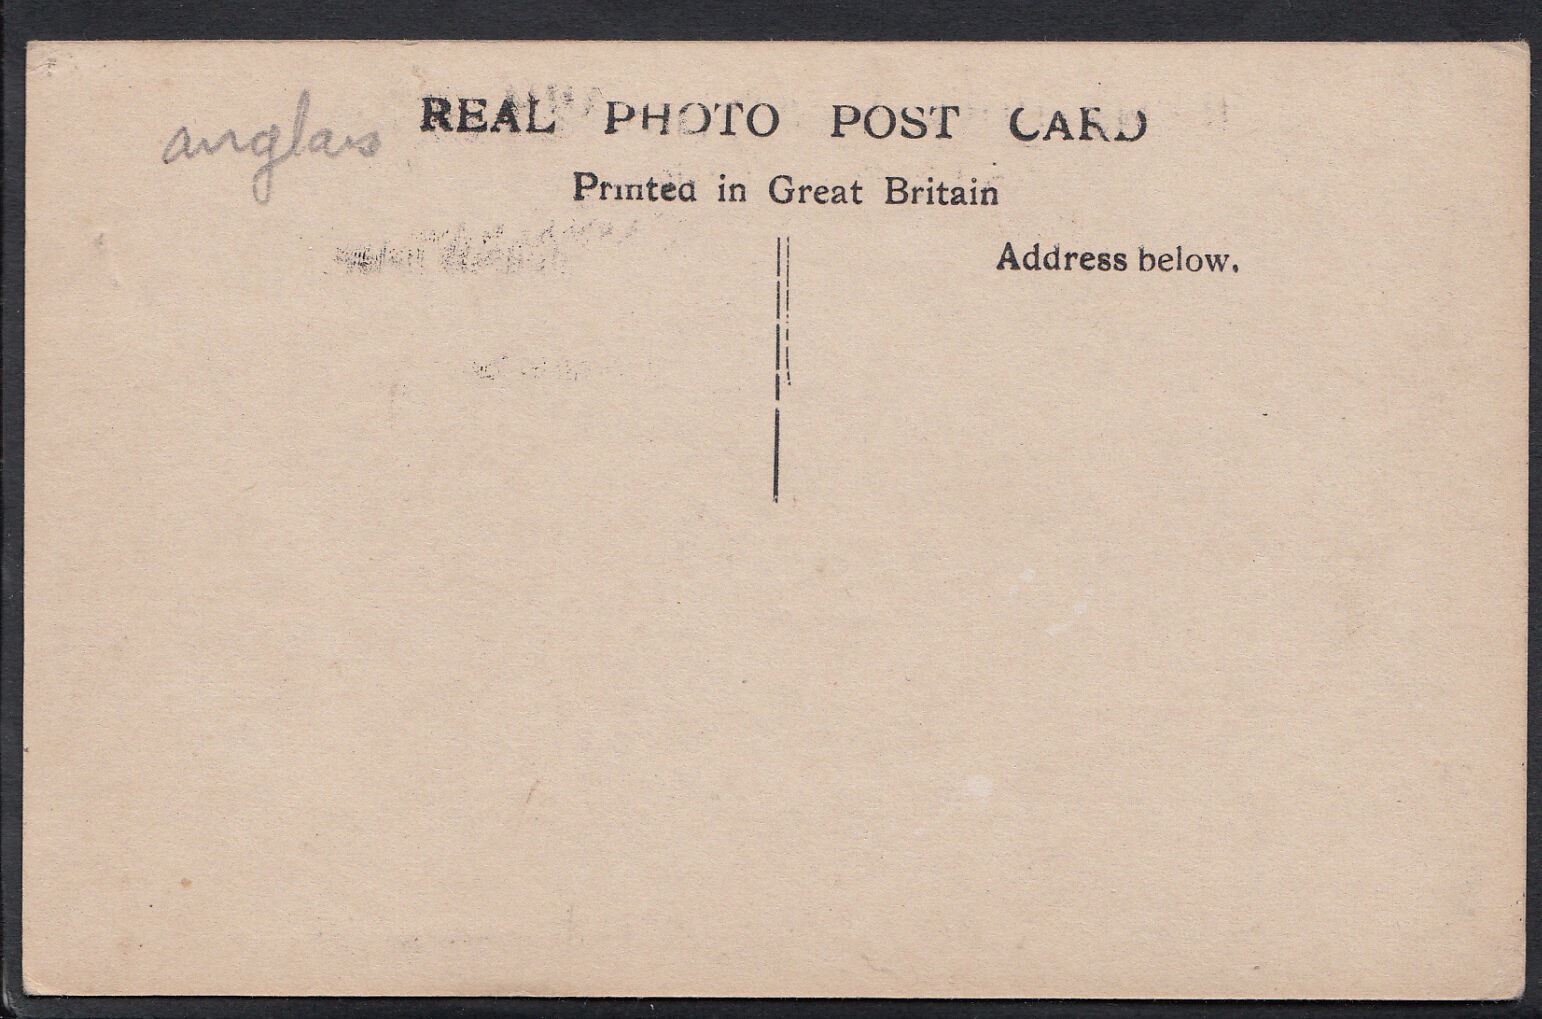 anglais
REAL PHOTO POST CARD
Printed in Great Britain
Address below.